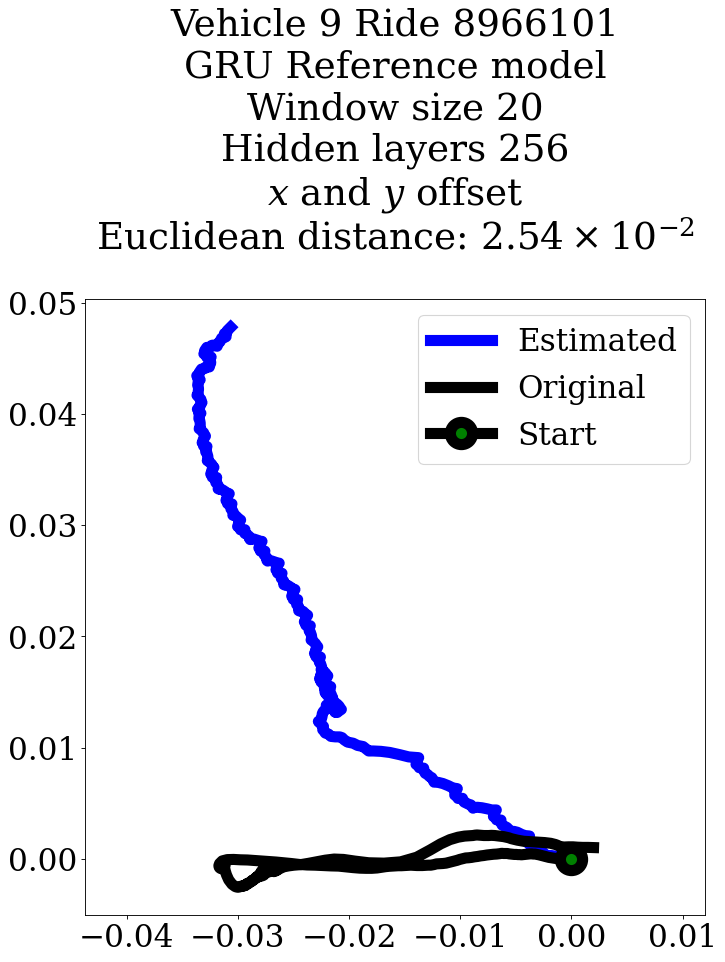 Vehicle 9 Ride 8966101
GRU Reference model
Window size 20
Hidden layers 256
x and y offset
Euclidean distance: 2.54 × 10⁻²
0.05
0.04
0.03
0.02
0.01
0.00
Estimated
Original
Start
−0.04 −0.03 −0.02 −0.01 0.00 0.01